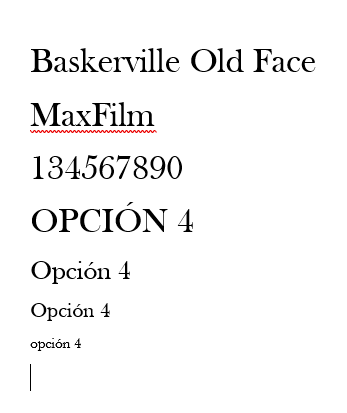 Baskerville Old Face
MaxFilm
134567890
OPCIÓN 4
Opción 4
Opción 4
opción 4